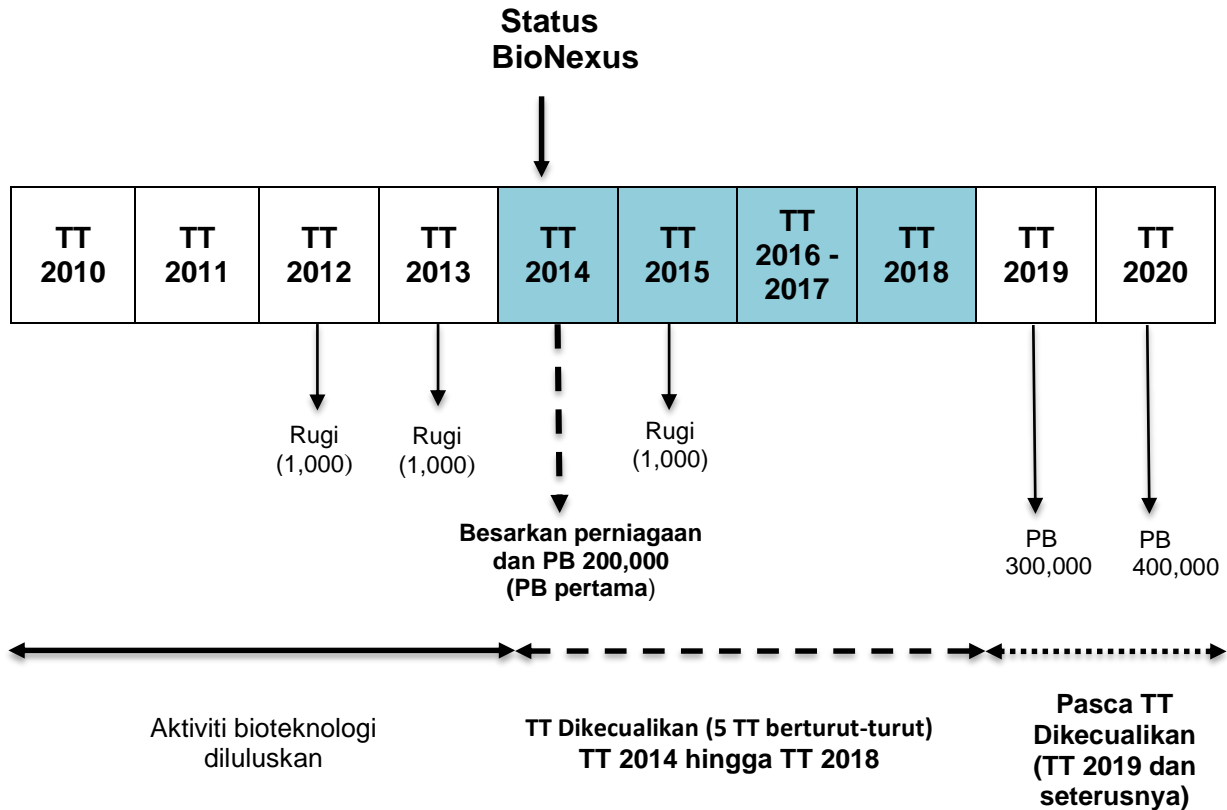 Status
BioNexus
TT
2010
TT
2011
TT
2012
TT
2013
TT
2014
TT
2015
TT
2016 -
2017
TT
2018
TT
2019
TT
2020
Rugi
(1,000)
Rugi
(1,000)
Rugi
(1,000)
Besarkan perniagaan
dan PB 200,000
(PB pertama)
PB
300,000
PB
400,000
Aktiviti bioteknologi
diluluskan
TT Dikecualikan (5 TT berturut-turut)
TT 2014 hingga TT 2018
Pasca TT
Dikecualikan
(TT 2019 dan
seterusnya)